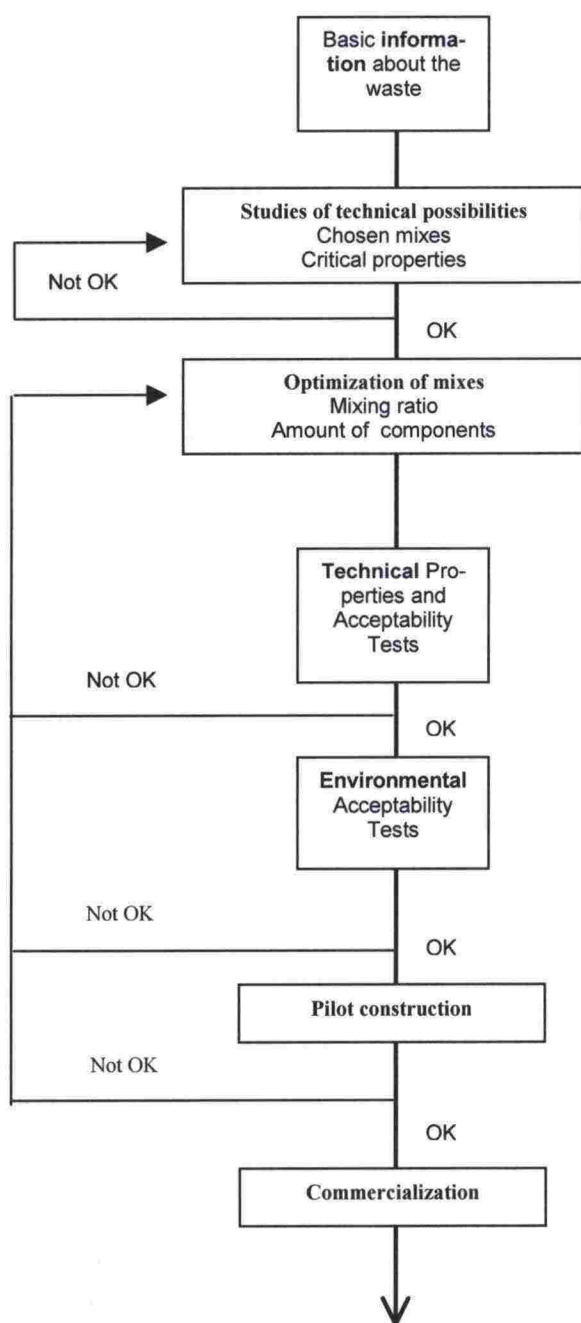 Basic informa-
tion about the
waste
Studies of technical possibilities
Chosen mixes
Critical properties
Not OK
OK
Optimization of mixes
Mixing ratio
Amount of components
Technical Pro-
perties and
Acceptability
Tests
Not OK
OK
Environmental
Acceptability
Tests
Not OK
OK
Pilot construction
Not OK
OK
Commercialization